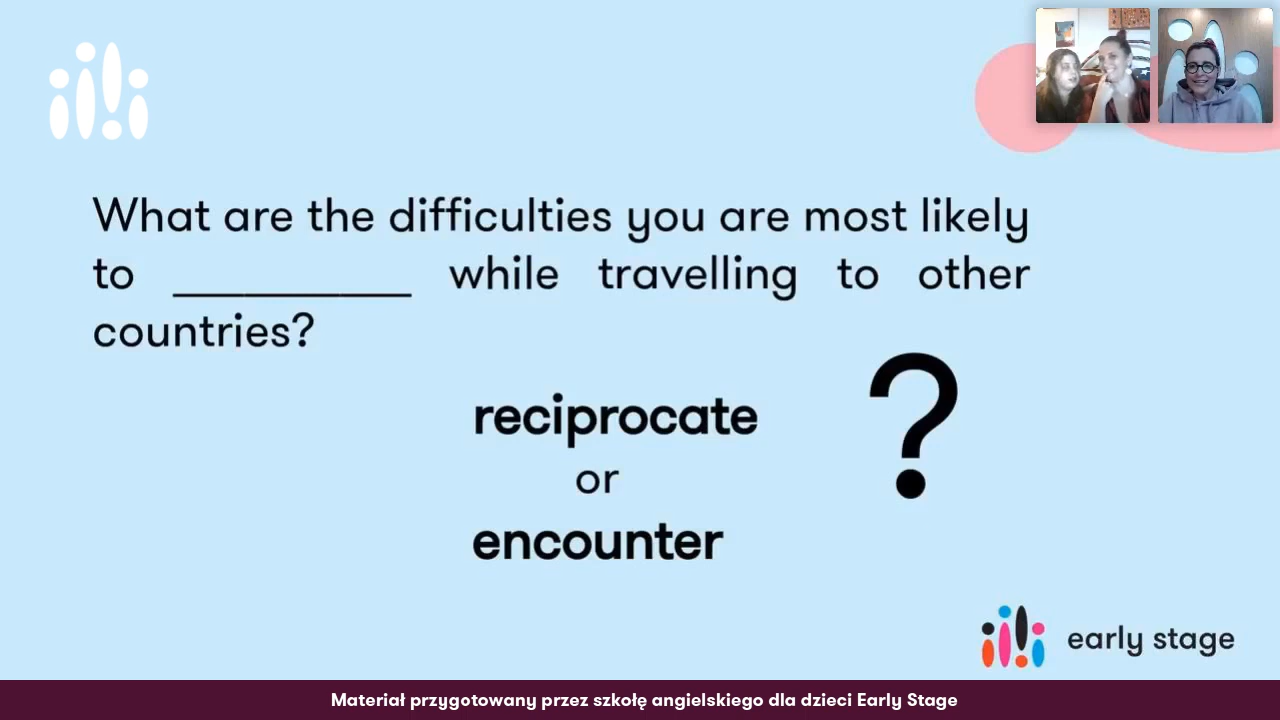 What are the difficulties you are most likely
to __________ while travelling to other
countries?
reciprocate
or
encounter
?
early stage
Materiał przygotowany przez szkołę angielskiego dla dzieci Early Stage